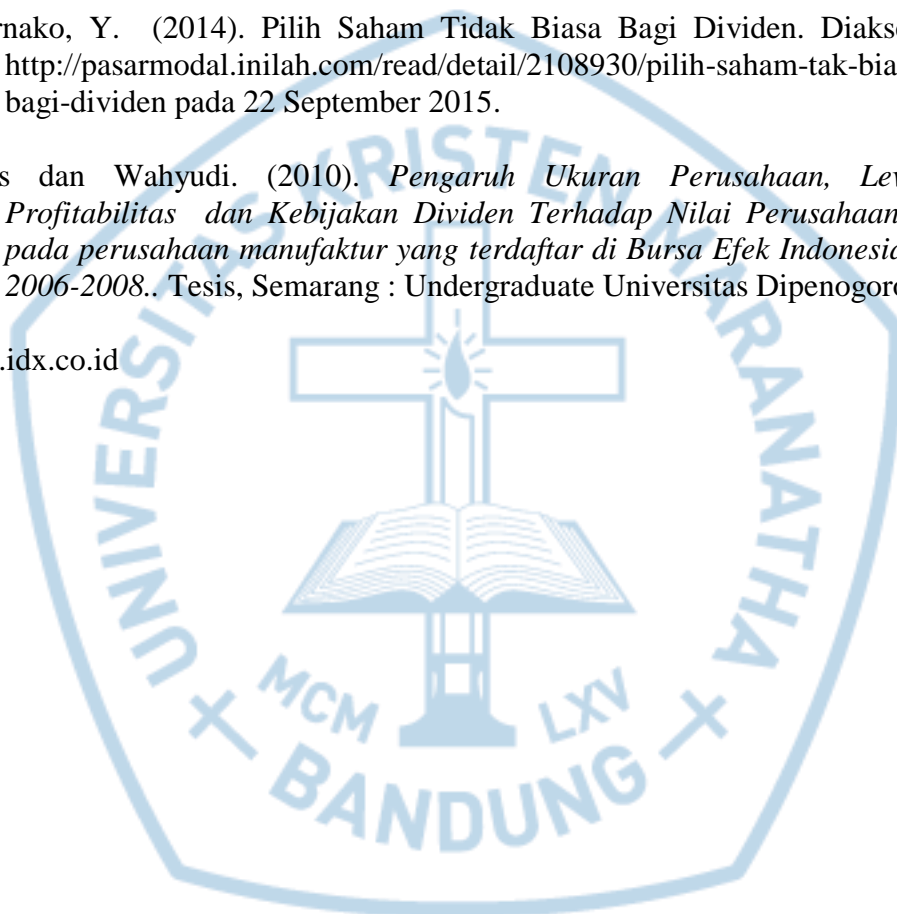 rnako, Y. (2014). Pilih Saham Tidak Biasa Bagi Dividen. Diaks
http://pasarmodal.inilah.com/read/detail/2108930/pilih-saham-tak-bia
bagi-dividen pada 22 September 2015.
s dan Wahyudi. (2010). Pengaruh Ukuran Perusahaan, Lev
Profitabilitas dan Kebijakan Dividen Terhadap Nilai Perusahaan
pada perusahaan manufaktur yang terdaftar di Bursa Efek Indonesia
2006-2008.. Tesis, Semarang : Undergraduate Universitas Dipenogoro
.idx.co.id
UNIVERSITAS KRISTEN MARANATHA
MCM LXV
BANDUNG